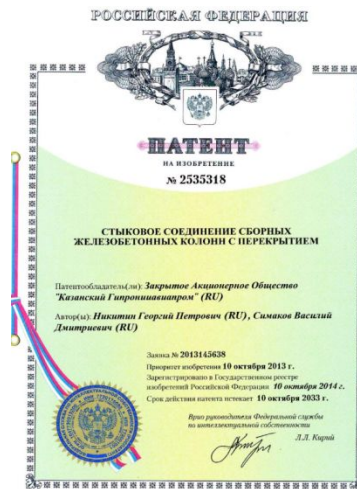 РОССИЙСКАЯ ФЕДЕРАЦИЯ
ПАТЕНТ
НА ИЗОБРЕТЕНИЕ
№ 2535318
СТЫКОВОЕ СОЕДИНЕНИЕ СБОРНЫХ
ЖЕЛЕЗОБЕТОННЫХ КОЛОНН С ПЕРЕКРЫТИЕМ
Патентообладатель(ли): Закрытое Акционерное Общество
"Казанский Гипронииавиапром" (RU)
Автор(ы): Никитин Георгий Петрович (RU), Симаков Василий
Дмитриевич (RU)
Заявка № 2013145638
Приоритет изобретения 10 октября 2013 г.
Зарегистрировано в Государственном реестре
изобретений Российской Федерации 10 октября 2014 г.
Срок действия патента истекает 10 октября 2033 г.
Врио руководителя Федеральной службы
по интеллектуальной собственности
Л.Л. Кирий